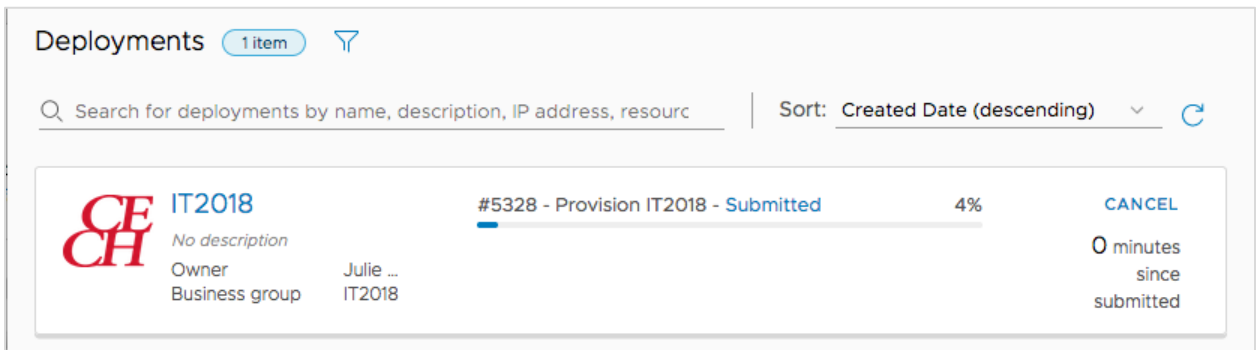 Deployments 1 item
Search for deployments by name, description, IP address, resourc
Sort: Created Date (descending)
CE
CH
IT2018
No description
Owner Julie ...
Business group IT2018
#5328 - Provision IT2018 - Submitted 4%
CANCEL
0 minutes
since
submitted